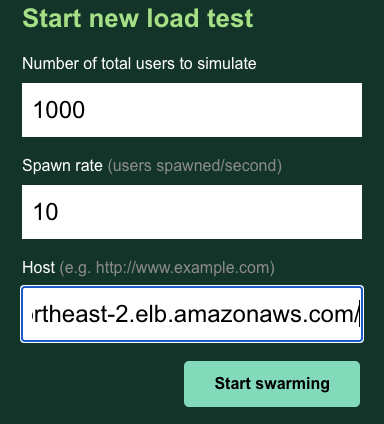 Start new load test
Number of total users to simulate
1000
Spawn rate (users spawned/second)
10
Host (e.g. http://www.example.com)
rtheast-2.elb.amazonaws.com/
Start swarming